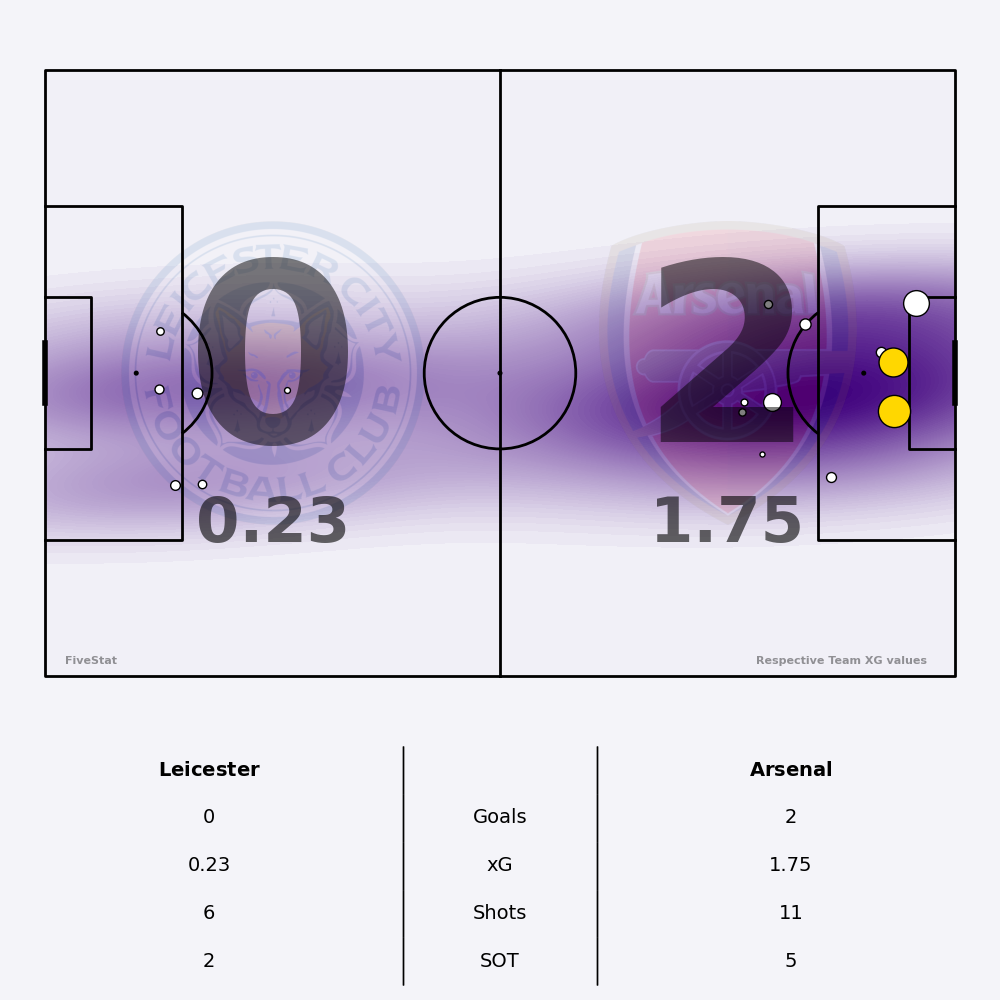 LEICESTER CITY
FOOTBALL CLUB
Arsenal
0
2
0.23
1.75
FiveStat
Respective Team XG values
Leicester
Arsenal
0
Goals
2
0.23
xG
1.75
6
Shots
11
2
SOT
5